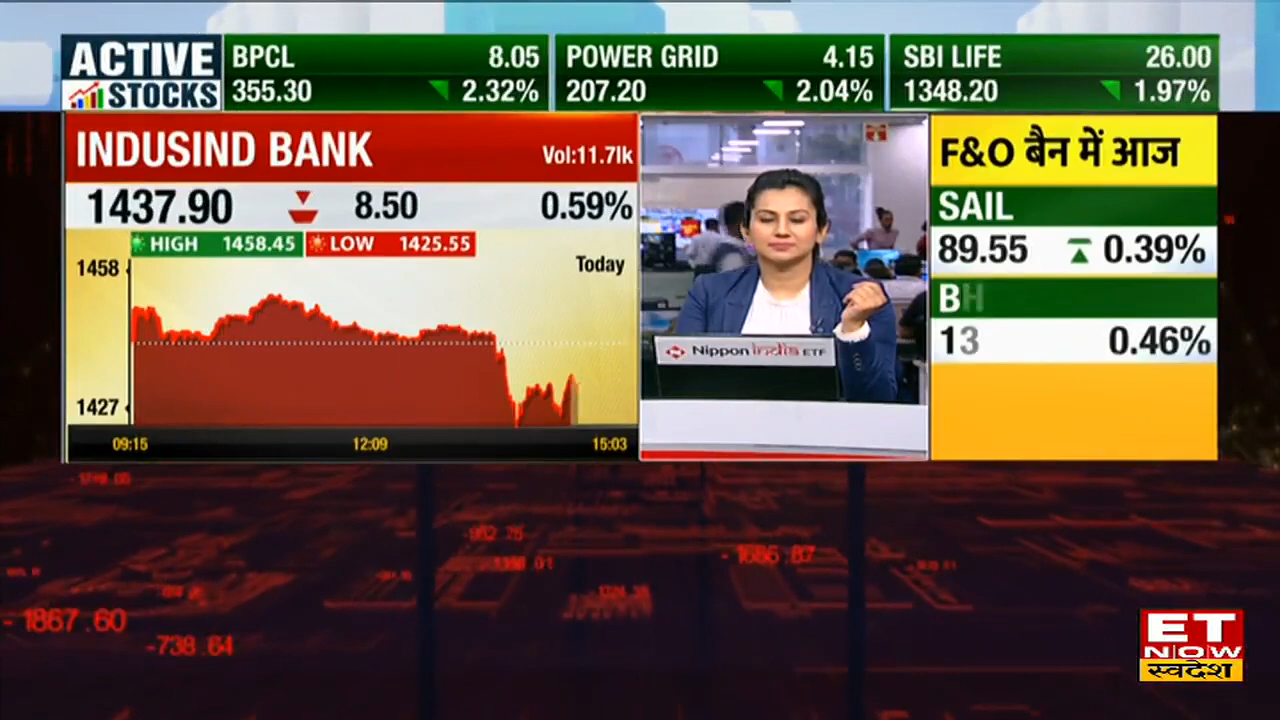 ACTIVE
STOCKS
BPCL 8.05
355.30 2.32%
POWER GRID 4.15
207.20 2.04%
SBI LIFE 26.00
1348.20 1.97%
INDUSIND BANK Vol:11.7lk
1437.90 8.50 0.59%
HIGH 1458.45 LOW 1425.55
Today
1458
1427
09:15 12:09 15:03
Nippon india ETF
F&O बैन में आज
SAIL
89.55 0.39%
BH
13 0.46%
-1867.60
-738.64
-1686.87
ET
NOW
स्वदेश